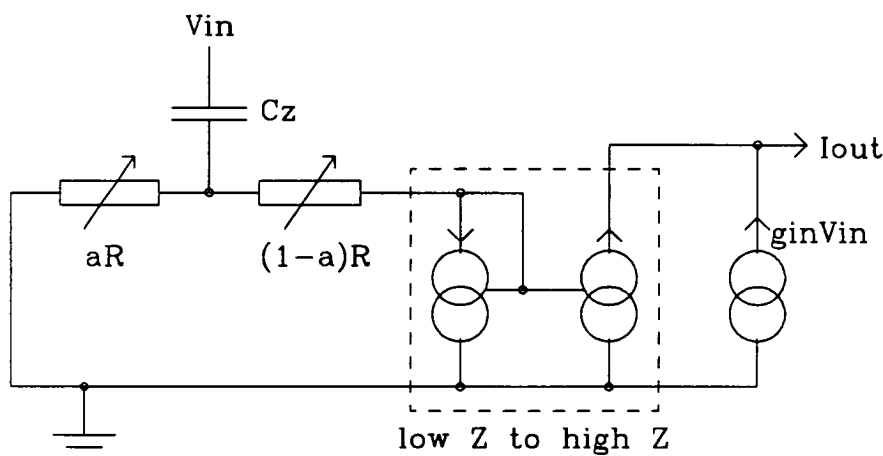 Vin
Cz
Iout
ginVin
aR
(1-a)R
low Z to high Z